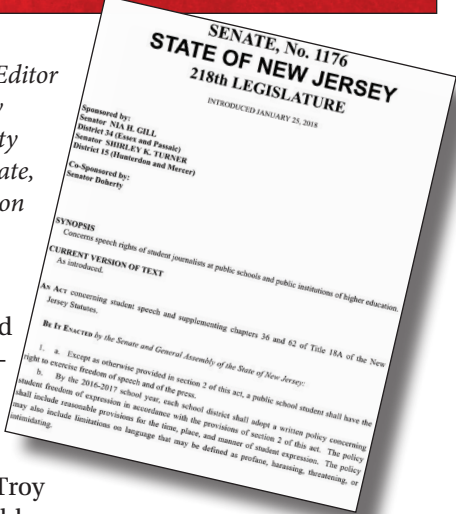 Editor
ty
ate,
on
d
-
Troy
SENATE, No. 1176
STATE OF NEW JERSEY
218th LEGISLATURE
INTRODUCED JANUARY 25, 2018
Sponsored by:
Senator NIA H. GILL
District 34 (Essex and Passaic)
Senator SHIRLEY K. TURNER
District 15 (Hunterdon and Mercer)
Co-Sponsored by:
Senator Doherty
SYNOPSIS
Concerns speech rights of student journalists at public schools and public institutions of higher education.
CURRENT VERSION OF TEXT
As introduced.
AN ACT concerning student speech and supplementing chapters 36 and 62 of Title 18A of the New
Jersey Statutes.
BE IT ENACTED by the Senate and General Assembly of the State of New Jersey:
1. a. Except as otherwise provided in section 2 of this act, a public school student shall have the
right to exercise freedom of speech and of the press.
b. By the 2016-2017 school year, each school district shall adopt a written policy concerning
student freedom of expression in accordance with the provisions of section 2 of this act. The policy
shall include reasonable provisions for the time, place, and manner of student expression. The policy
may also include limitations on language that may be defined as profane, harassing, threatening, or
intimidating.